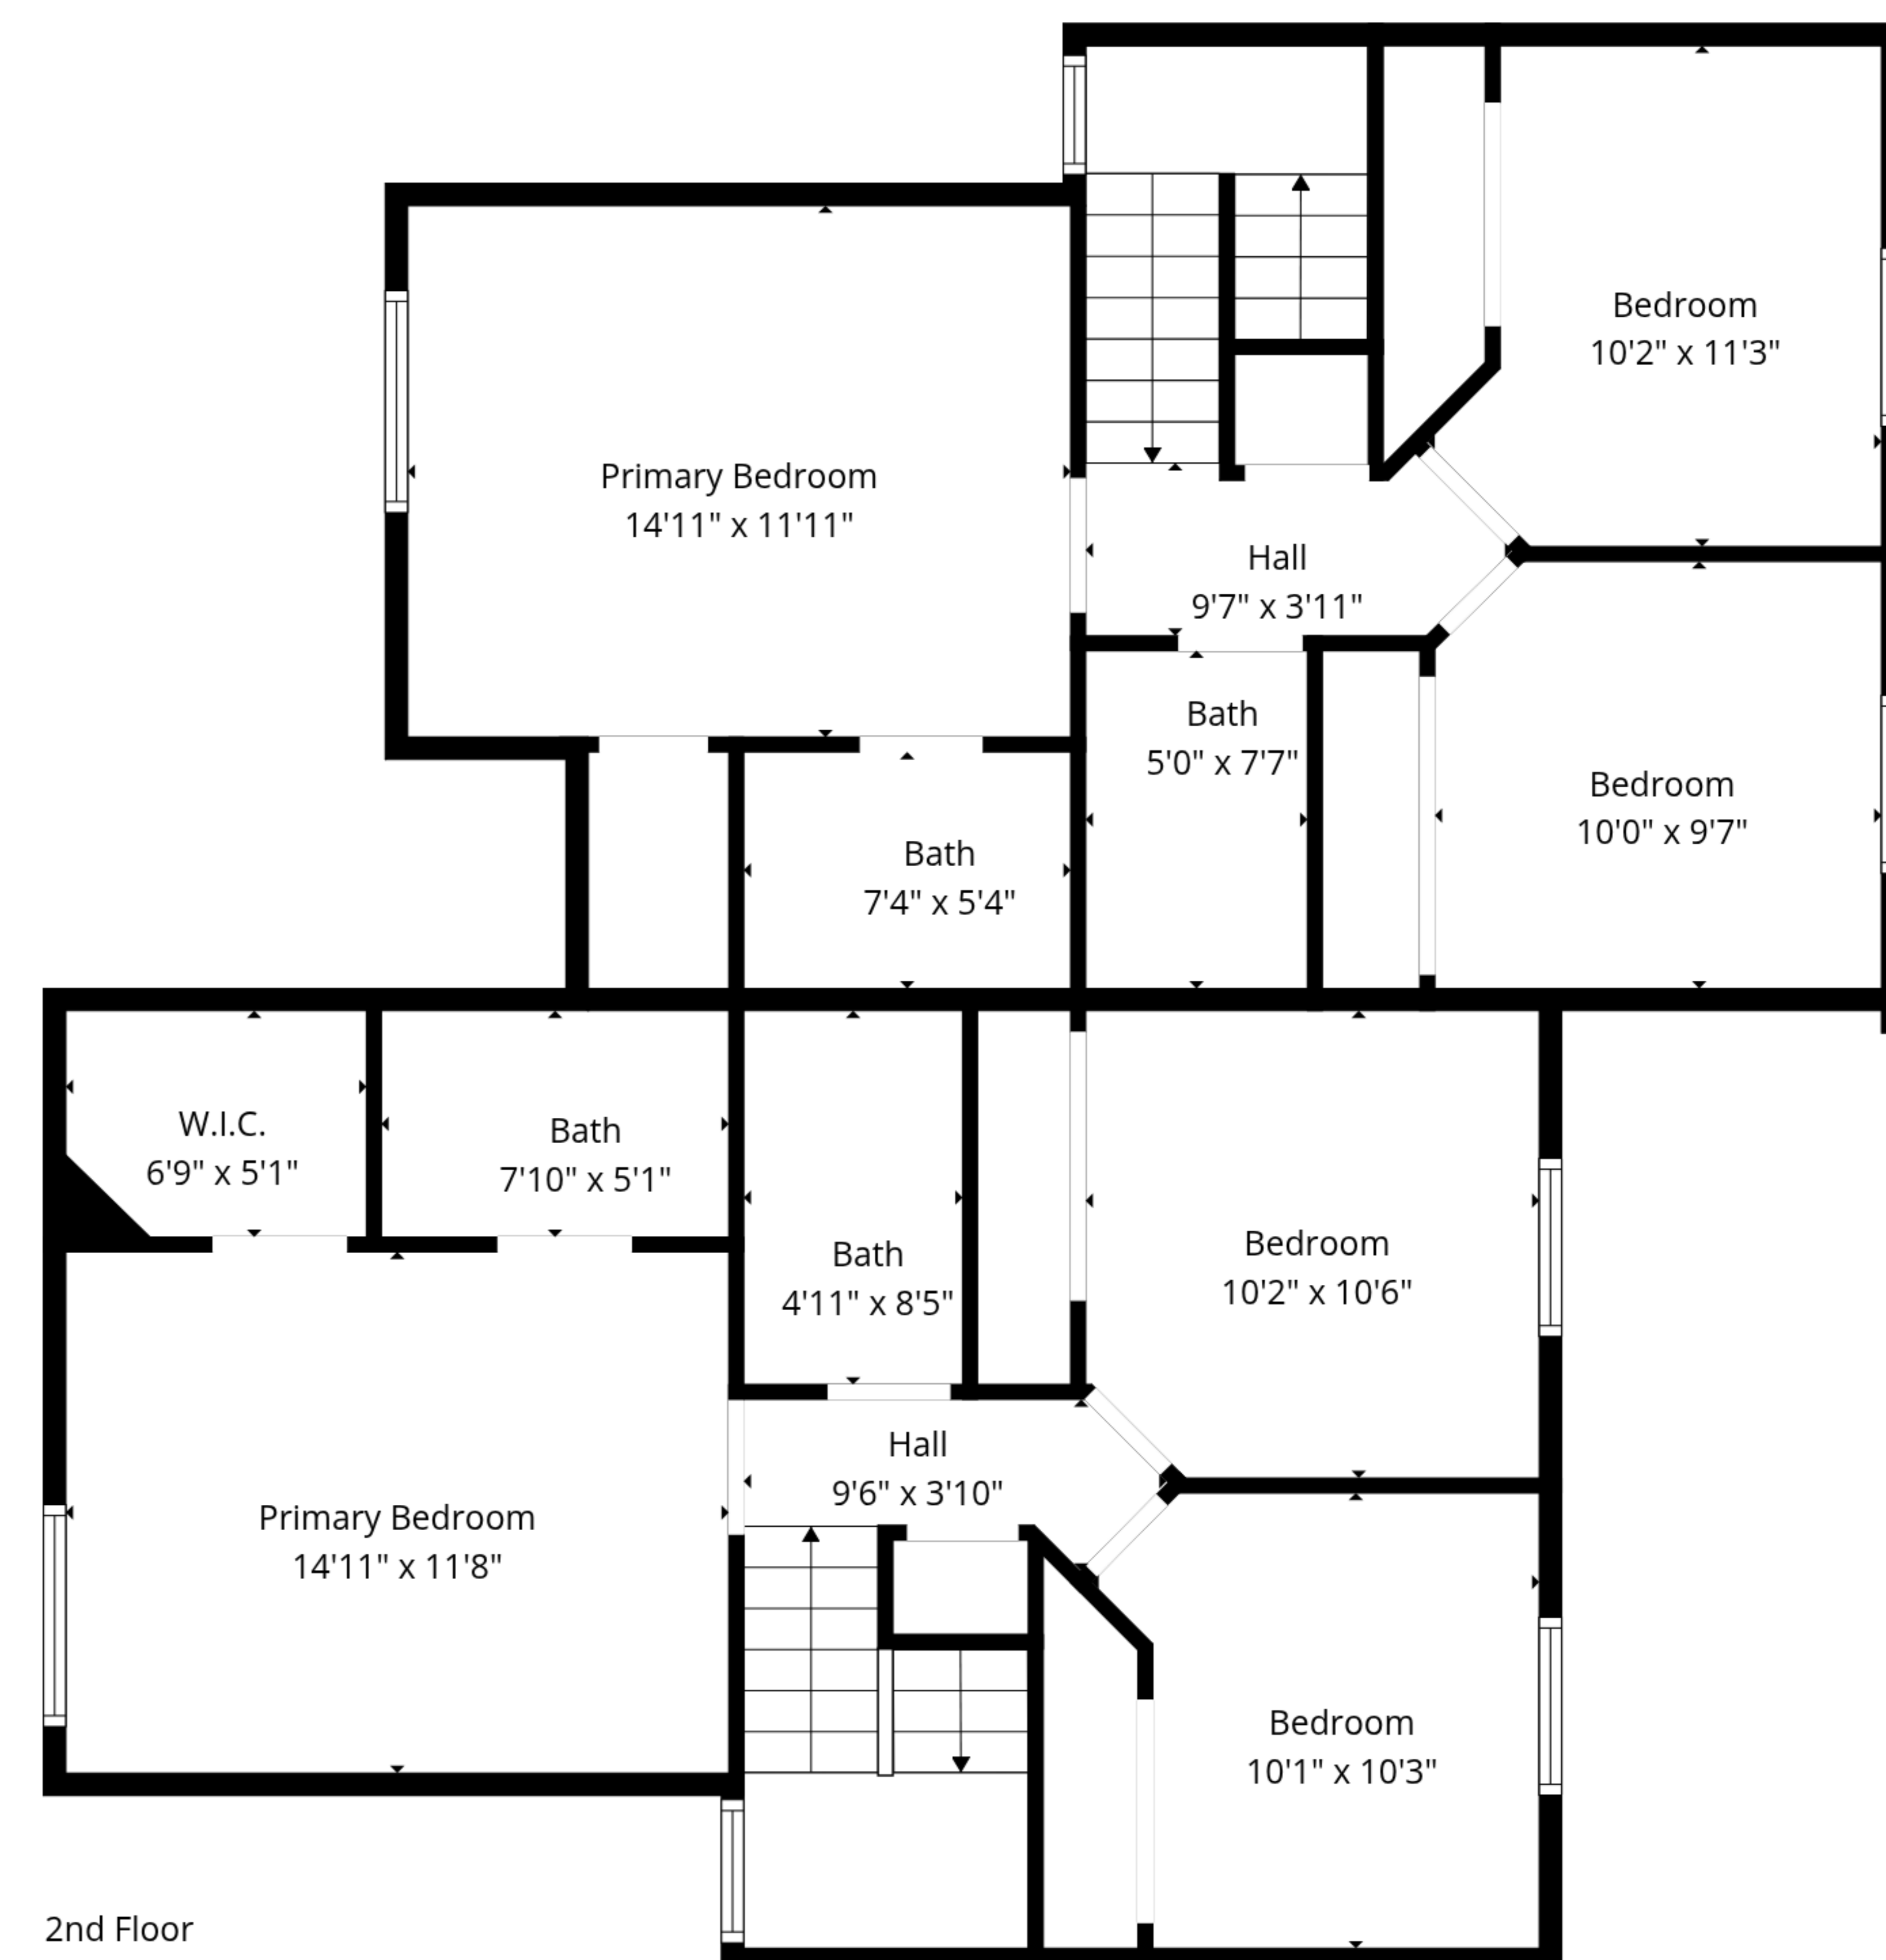 Bedroom
10'2" x 11'3"
Primary Bedroom
14'11" x 11'11"
Hall
9'7" x 3'11"
Bath
5'0" x 7'7"
Bedroom
10'0" x 9'7"
Bath
7'4" x 5'4"
W.I.C.
6'9" x 5'1"
Bath
7'10" x 5'1"
Bath
4'11" x 8'5"
Bedroom
10'2" x 10'6"
Hall
9'6" x 3'10"
Primary Bedroom
14'11" x 11'8"
Bedroom
10'1" x 10'3"
2nd Floor